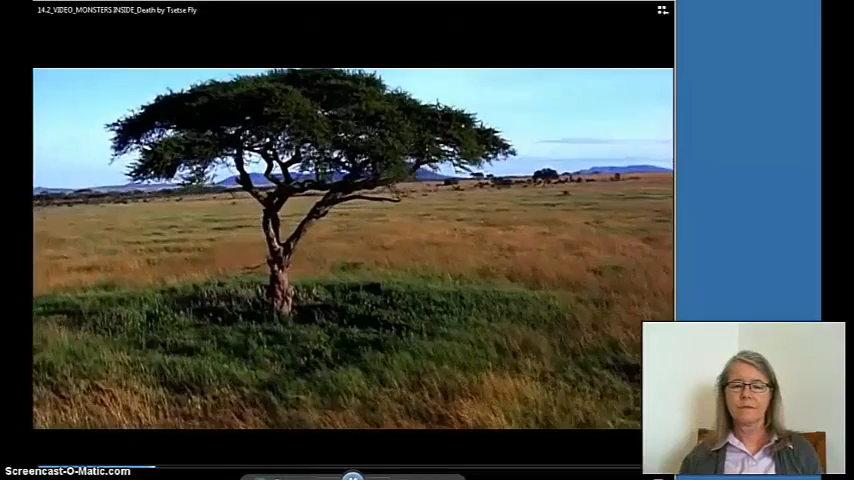 14.2_VIDEO_MONSTERS INSIDE_Death by Tsetse Fly
Screencast-O-Matic.com